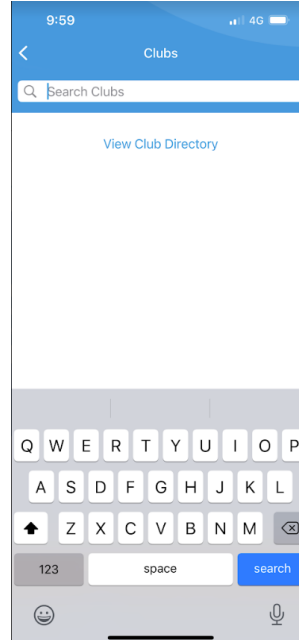 9:59 4G
Clubs
Search Clubs
View Club Directory
Q W E R T Y U I O P
A S D F G H J K L
Z X C V B N M
123 space search